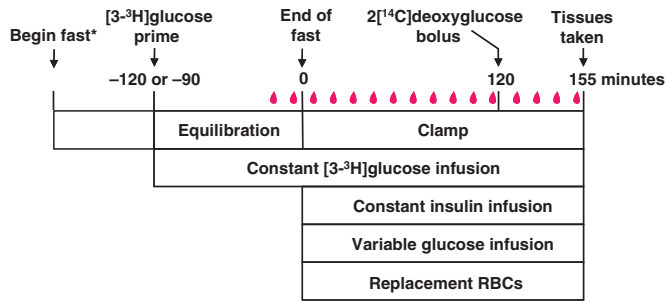 Begin fast*
[3-³H]glucose
prime
End of
fast
2[¹⁴C]deoxyglucose
bolus
Tissues
taken
–120 or –90
0
120
155 minutes
Equilibration
Clamp
Constant [3-³H]glucose infusion
Constant insulin infusion
Variable glucose infusion
Replacement RBCs